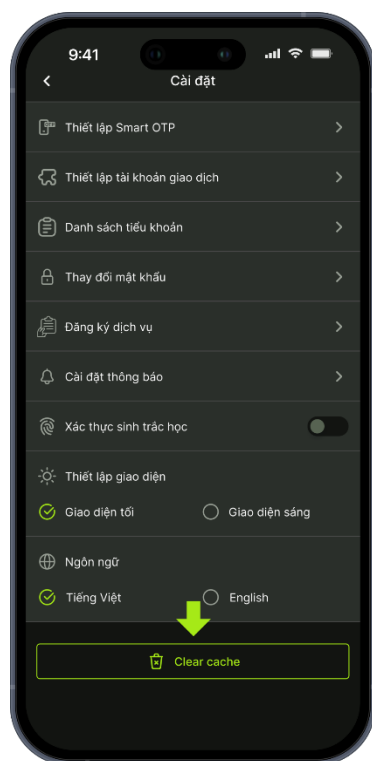 9:41
Cài đặt
Thiết lập Smart OTP
Thiết lập tài khoản giao dịch
Danh sách tiểu khoản
Thay đổi mật khẩu
Đăng ký dịch vụ
Cài đặt thông báo
Xác thực sinh trắc học
Thiết lập giao diện
Giao diện tối Giao diện sáng
Ngôn ngữ
Tiếng Việt English
Clear cache